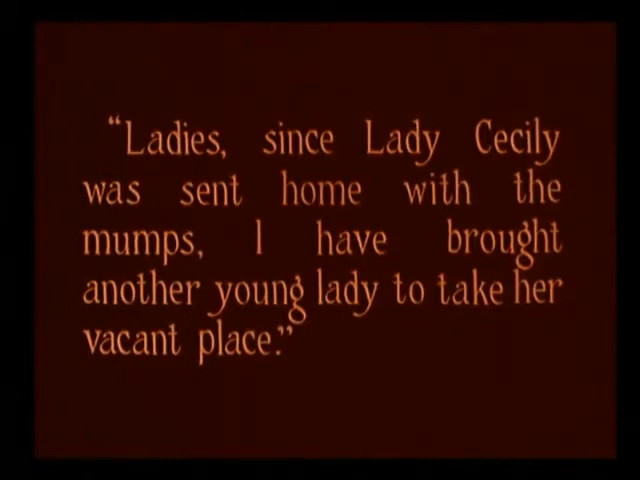 “Ladies, since Lady Cecily
was sent home with the
mumps, I have brought
another young lady to take her
vacant place.”